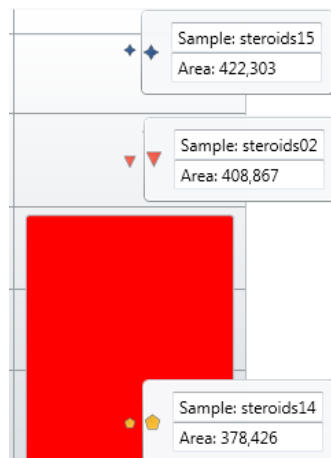 Sample: steroids15
Area: 422,303
Sample: steroids02
Area: 408,867
Sample: steroids14
Area: 378,426